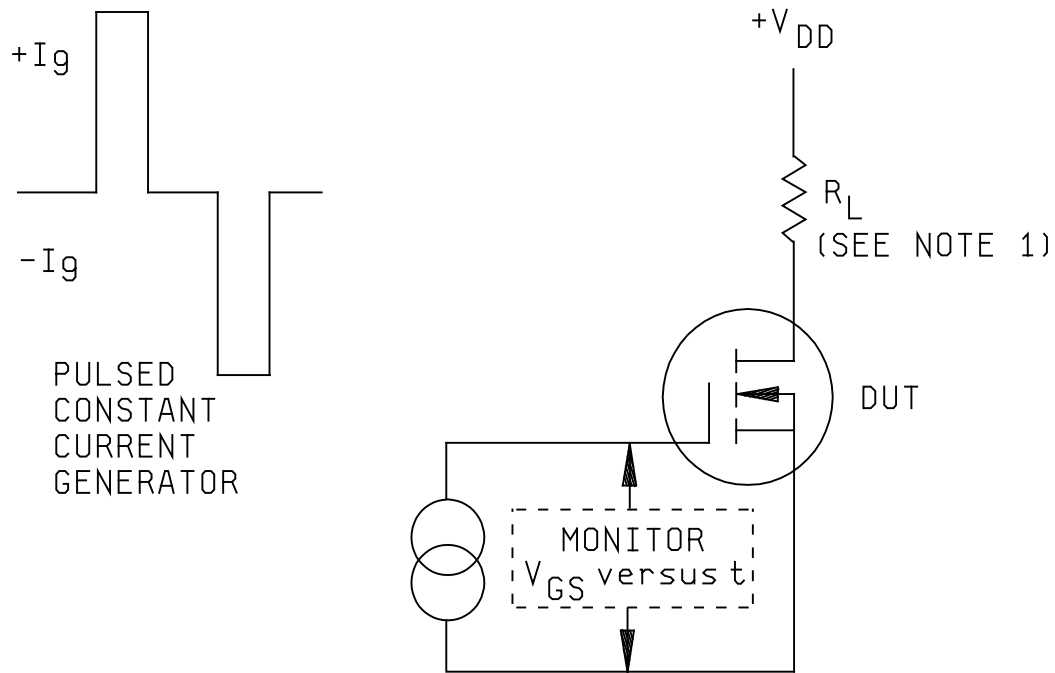 +Ig
-Ig
PULSED
CONSTANT
CURRENT
GENERATOR
+VDD
RL
(SEE NOTE 1)
DUT
MONITOR
VGS versus t